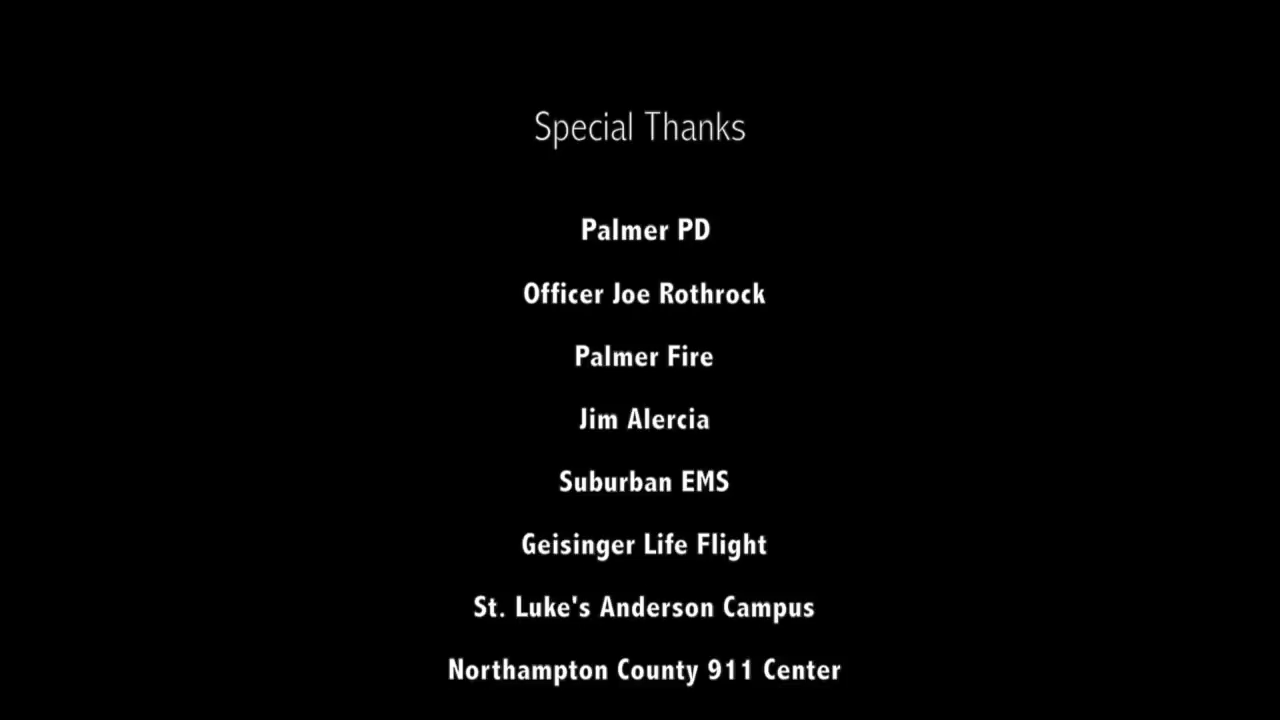 Special Thanks
Palmer PD
Officer Joe Rothrock
Palmer Fire
Jim Alercia
Suburban EMS
Geisinger Life Flight
St. Luke's Anderson Campus
Northampton County 911 Center